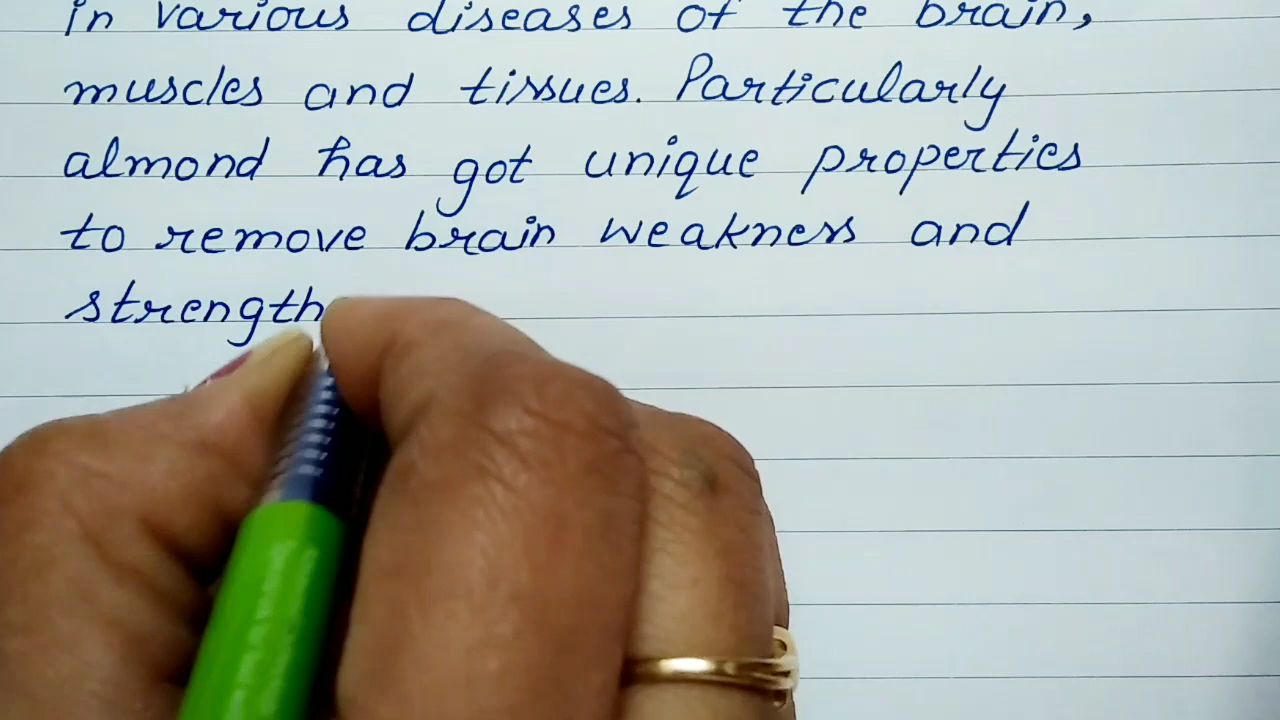 in various diseases of the brain,
muscles and tissues. Particularly
almond has got unique properties
to remove brain weakness and
strength